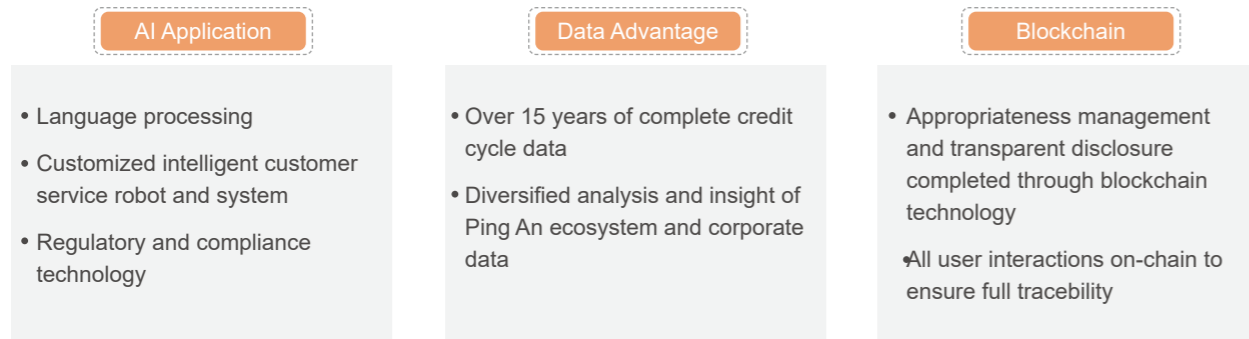 AI Application
• Language processing
• Customized intelligent customer
service robot and system
• Regulatory and compliance
technology
Data Advantage
• Over 15 years of complete credit
cycle data
• Diversified analysis and insight of
Ping An ecosystem and corporate
data
Blockchain
• Appropriateness management
and transparent disclosure
completed through blockchain
technology
•All user interactions on-chain to
ensure full tracebility